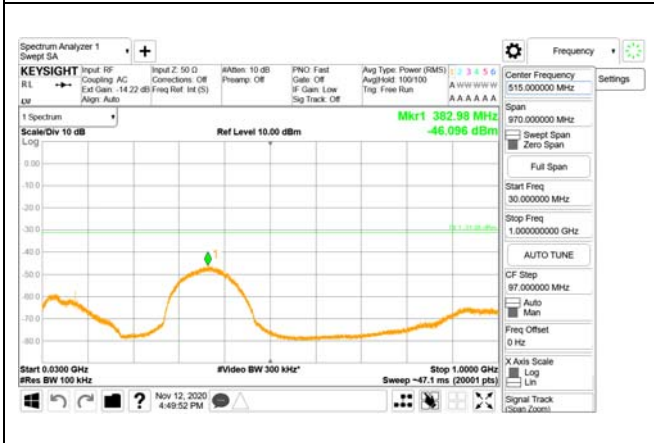 Spectrum Analyzer 1
Swept SA
+
Frequency
KEYSIGHT
Input: RF
Coupling: AC
Ext Gain: -14.22 dB
Align: Auto
Input Z: 50 Ω
Corrections: Off
Freq Ref: Int (S)
#Atten: 10 dB
Preamp: Off
PNO: Fast
Gate: Off
IF Gain: Low
Sig Track: Off
Avg Type: Power (RMS)
Avg|Hold: 100/100
Trig: Free Run
1 2 3 4 5 6
A W W W W W
A A A A A A
RL
1 Spectrum
Scale/Div 10 dB
Log
Ref Level 10.00 dBm
Mkr1 382.98 MHz
-46.096 dBm
0.00
-10.0
-20.0
-30.0
-40.0
-50.0
-60.0
-70.0
-80.0
1
Start 0.0300 GHz
#Res BW 100 kHz
#Video BW 300 kHz*
Stop 1.0000 GHz
Sweep ~47.1 ms (20001 pts)
Nov 12, 2020
4:49:52 PM
Center Frequency
515.000000 MHz
Settings
Span
970.000000 MHz
Swept Span
Zero Span
Full Span
Start Freq
30.000000 MHz
Stop Freq
1.000000000 GHz
AUTO TUNE
CF Step
97.000000 MHz
Auto
Man
Freq Offset
0 Hz
X Axis Scale
Log
Lin
Signal Track
(Span Zoom)